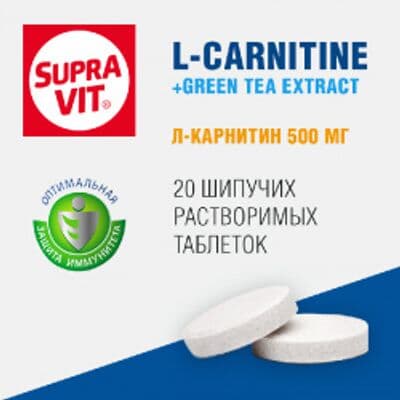 SUPRA
VIT®
L-CARNITINE
+GREEN TEA EXTRACT
Л-КАРНИТИН 500 МГ
ОПТИМАЛЬНАЯ
ЗАЩИТА ИММУНИТЕТА
20 ШИПУЧИХ
РАСТВОРИМЫХ
ТАБЛЕТОК